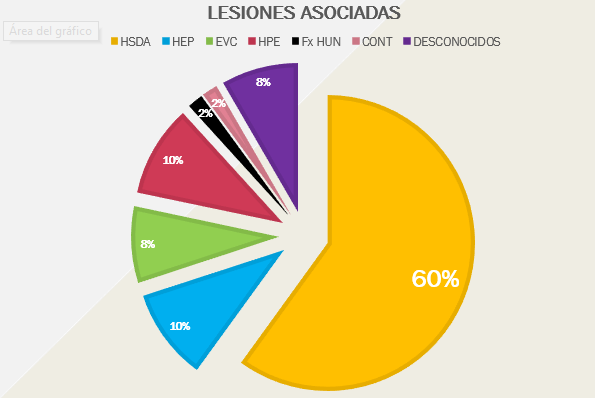 LESIONES ASOCIADAS
Área del gráfico
HSDA HEP EVC HPE Fx HUN CONT DESCONOCIDOS
8%
2%
2%
10%
8%
60%
10%